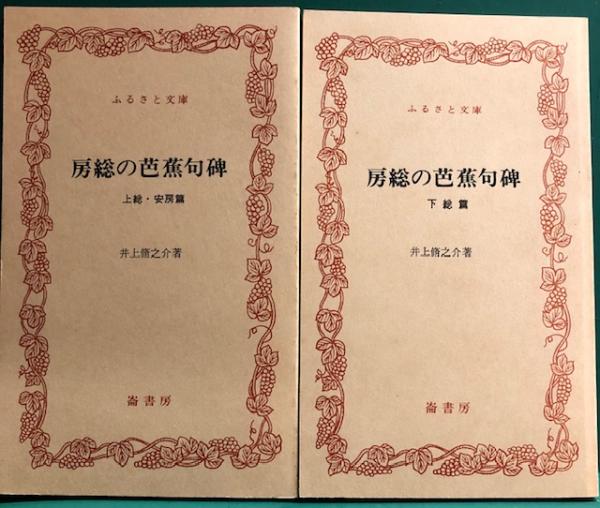 ふるさと文庫
房総の芭蕉句碑
上総・安房篇
井上脩之介著
崙書房
ふるさと文庫
房総の芭蕉句碑
下総篇
井上脩之介著
崙書房